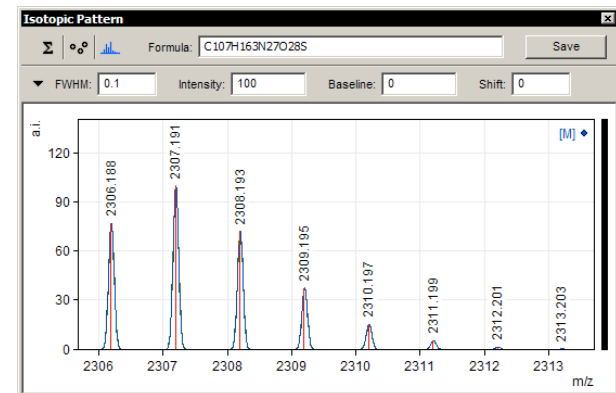 Isotopic Pattern
Σ Formula: C107H163N27O28S Save
FWHM: 0.1 Intensity: 100 Baseline: 0 Shift: 0
a.i.
[M]
120
90
60
30
0
2306.188
2307.191
2308.193
2309.195
2310.197
2311.199
2312.201
2313.203
2306 2307 2308 2309 2310 2311 2312 2313
m/z